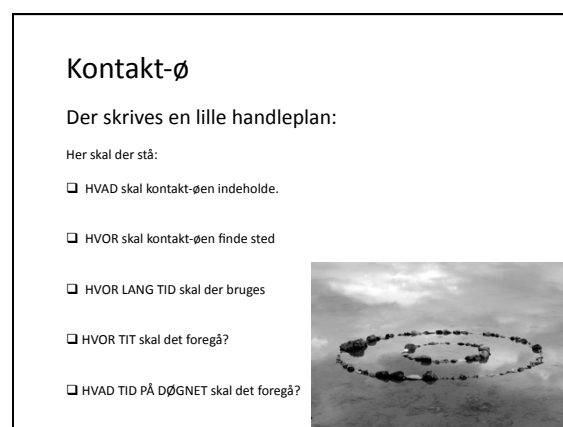 Kontakt-ø
Der skrives en lille handleplan:
Her skal der stå:
❑ HVAD skal kontakt-øen indeholde.
❑ HVOR skal kontakt-øen finde sted
❑ HVOR LANG TID skal der bruges
❑ HVOR TIT skal det foregå?
❑ HVAD TID PÅ DØGNET skal det foregå?